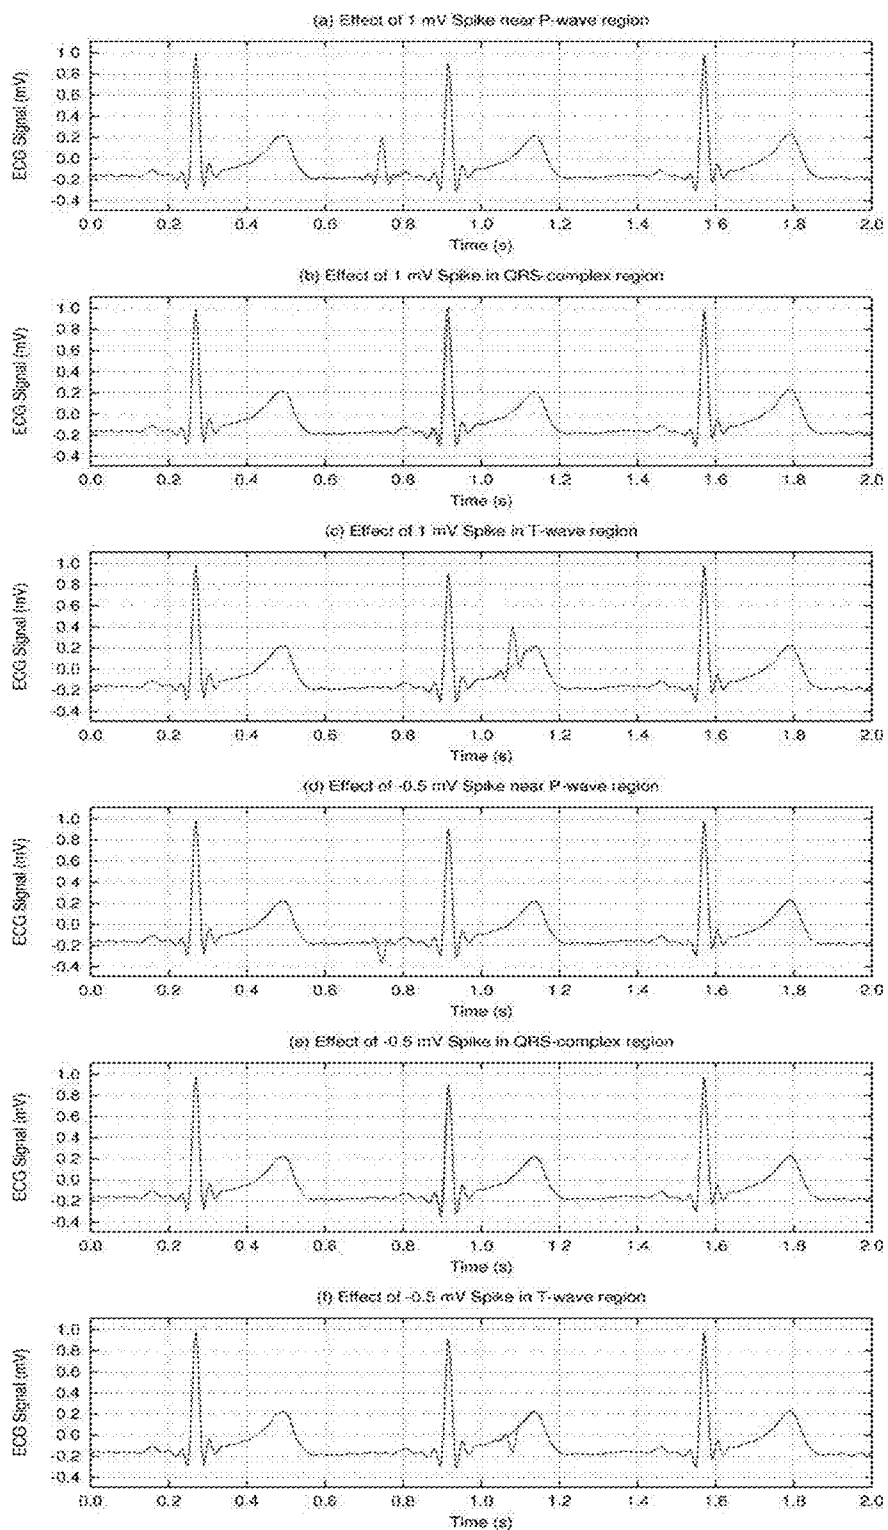 (a) Effect of 1 mV Spike near P-wave region
ECG Signal (mV)
1.0
0.8
0.6
0.4
0.2
0.0
-0.2
-0.4
0.0 0.2 0.4 0.6 0.8 1.0 1.2 1.4 1.6 1.8 2.0
Time (s)
(b) Effect of 1 mV Spike in QRS-complex region
ECG Signal (mV)
1.0
0.8
0.6
0.4
0.2
0.0
-0.2
-0.4
0.0 0.2 0.4 0.6 0.8 1.0 1.2 1.4 1.6 1.8 2.0
Time (s)
(c) Effect of 1 mV Spike in T-wave region
ECG Signal (mV)
1.0
0.8
0.6
0.4
0.2
0.0
-0.2
-0.4
0.0 0.2 0.4 0.6 0.8 1.0 1.2 1.4 1.6 1.8 2.0
Time (s)
(d) Effect of -0.5 mV Spike near P-wave region
ECG Signal (mV)
1.0
0.8
0.6
0.4
0.2
0.0
-0.2
-0.4
0.0 0.2 0.4 0.6 0.8 1.0 1.2 1.4 1.6 1.8 2.0
Time (s)
(e) Effect of -0.5 mV Spike in QRS-complex region
ECG Signal (mV)
1.0
0.8
0.6
0.4
0.2
0.0
-0.2
-0.4
0.0 0.2 0.4 0.6 0.8 1.0 1.2 1.4 1.6 1.8 2.0
Time (s)
(f) Effect of -0.5 mV Spike in T-wave region
ECG Signal (mV)
1.0
0.8
0.6
0.4
0.2
0.0
-0.2
-0.4
0.0 0.2 0.4 0.6 0.8 1.0 1.2 1.4 1.6 1.8 2.0
Time (s)